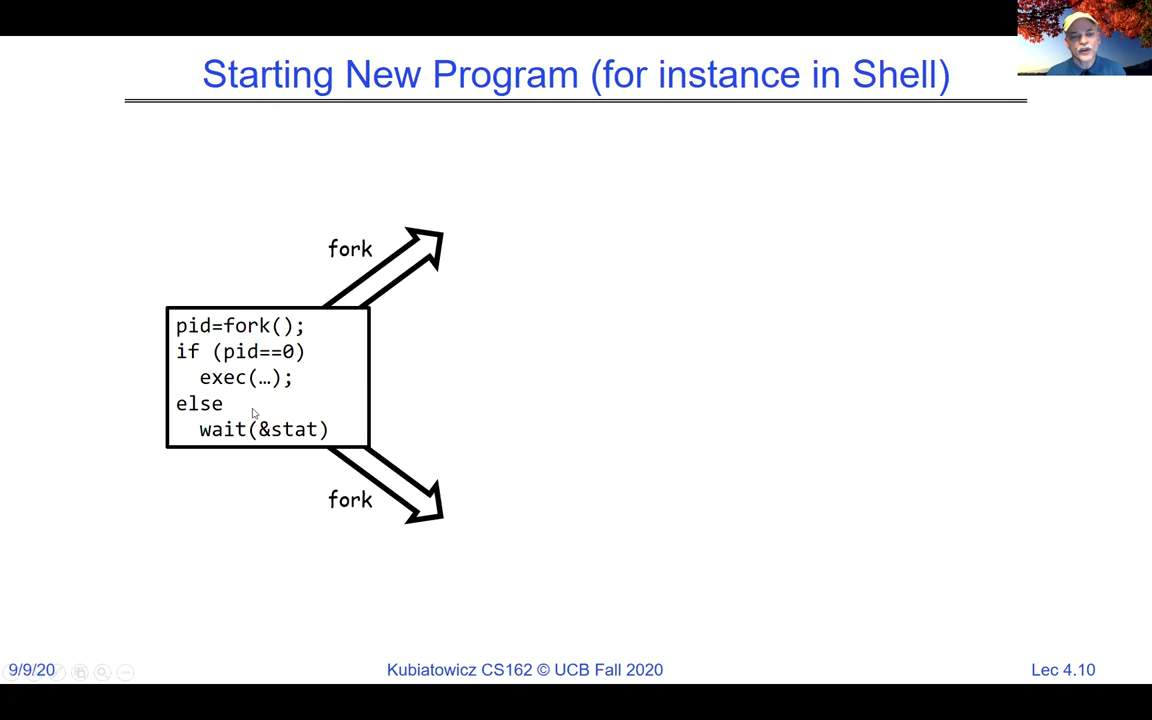 Starting New Program (for instance in Shell)
fork
pid=fork();
if (pid==0)
exec(…);
else
wait(&stat)
fork
9/9/20
Kubiatowicz CS162 © UCB Fall 2020
Lec 4.10